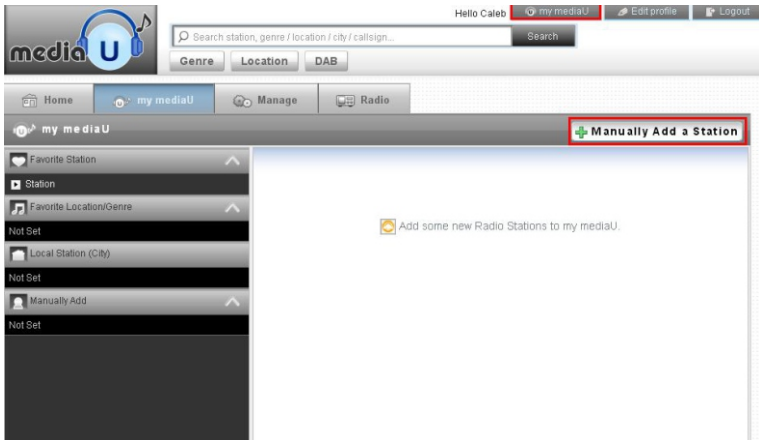 Hello Caleb my mediaU Edit profile Logout
media U
Search station, genre / location / city / callsign... Search
Genre Location DAB
Home my mediaU Manage Radio
my mediaU Manually Add a Station
Favorite Station
Station
Favorite Location/Genre
Not Set
Local Station (City)
Not Set
Manually Add
Not Set
Add some new Radio Stations to my mediaU.